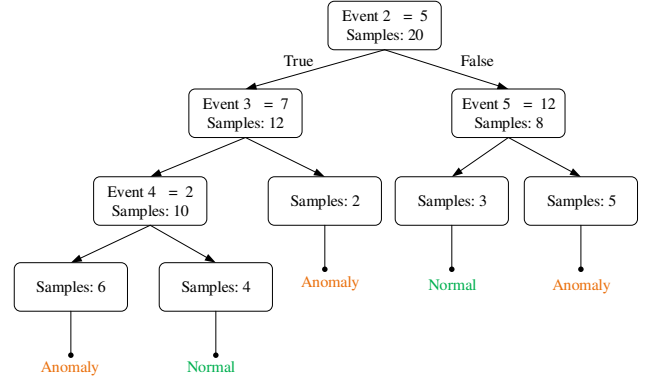 Event 2 = 5
Samples: 20
True
False
Event 3 = 7
Samples: 12
Event 5 = 12
Samples: 8
Event 4 = 2
Samples: 10
Samples: 2
Samples: 3
Samples: 5
Samples: 6
Samples: 4
Anomaly
Normal
Anomaly
Anomaly
Normal